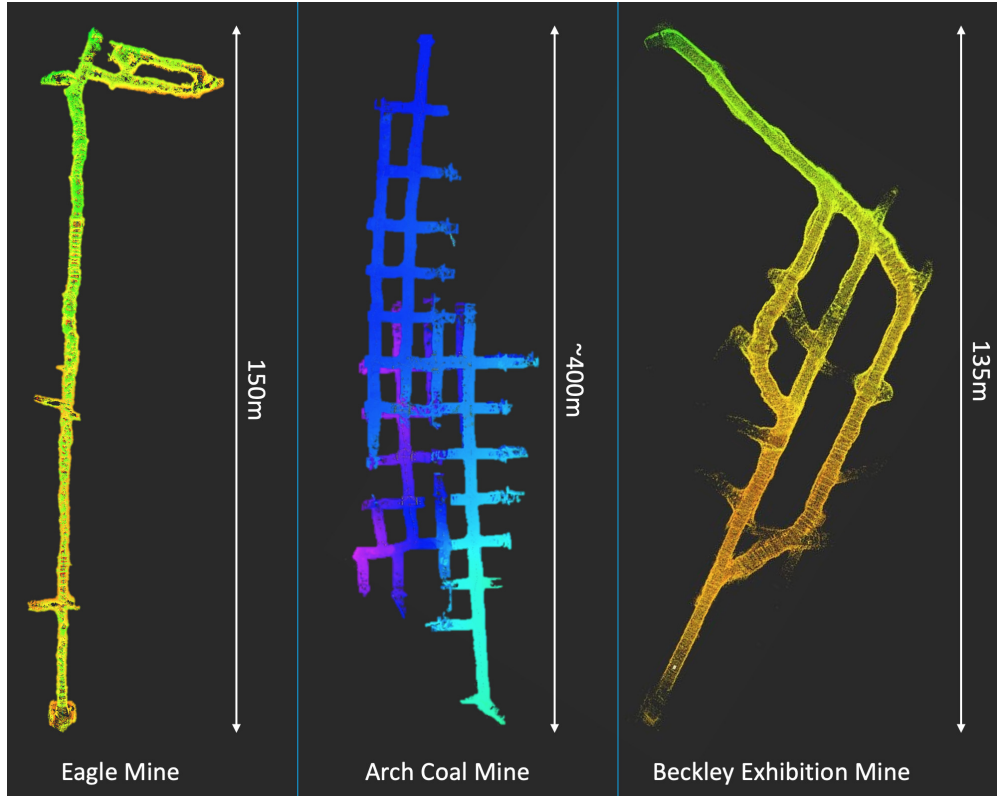 150m
~400m
135m
Eagle Mine
Arch Coal Mine
Beckley Exhibition Mine